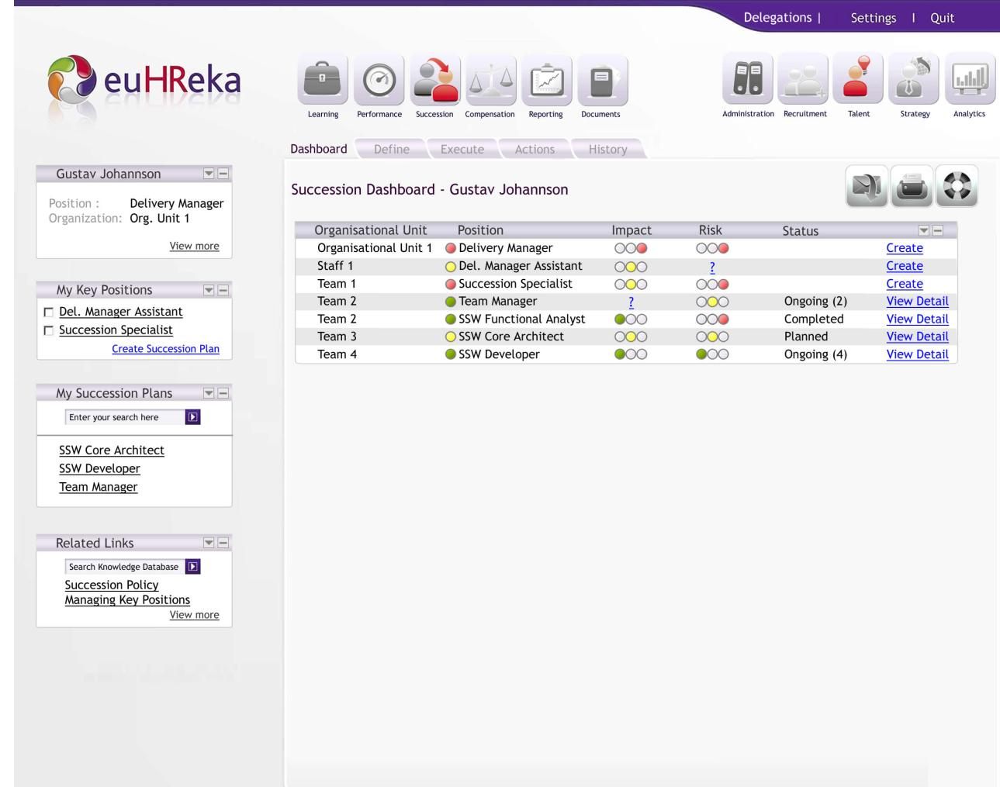 Delegations | Settings | Quit
euHReka
Learning Performance Succession Compensation Reporting Documents Administration Recruitment Talent Strategy Analytics
Dashboard Define Execute Actions History
Gustav Johannson
Position : Delivery Manager
Organization: Org. Unit 1
View more
My Key Positions
Del. Manager Assistant
Succession Specialist
Create Succession Plan
My Succession Plans
Enter your search here
SSW Core Architect
SSW Developer
Team Manager
Related Links
Search Knowledge Database
Succession Policy
Managing Key Positions
View more
Succession Dashboard - Gustav Johannson
Organisational Unit Position Impact Risk Status
Organisational Unit 1 Delivery Manager Create
Staff 1 Del. Manager Assistant ? Create
Team 1 Succession Specialist Create
Team 2 Team Manager ? Ongoing (2) View Detail
Team 2 SSW Functional Analyst Completed View Detail
Team 3 SSW Core Architect Planned View Detail
Team 4 SSW Developer Ongoing (4) View Detail